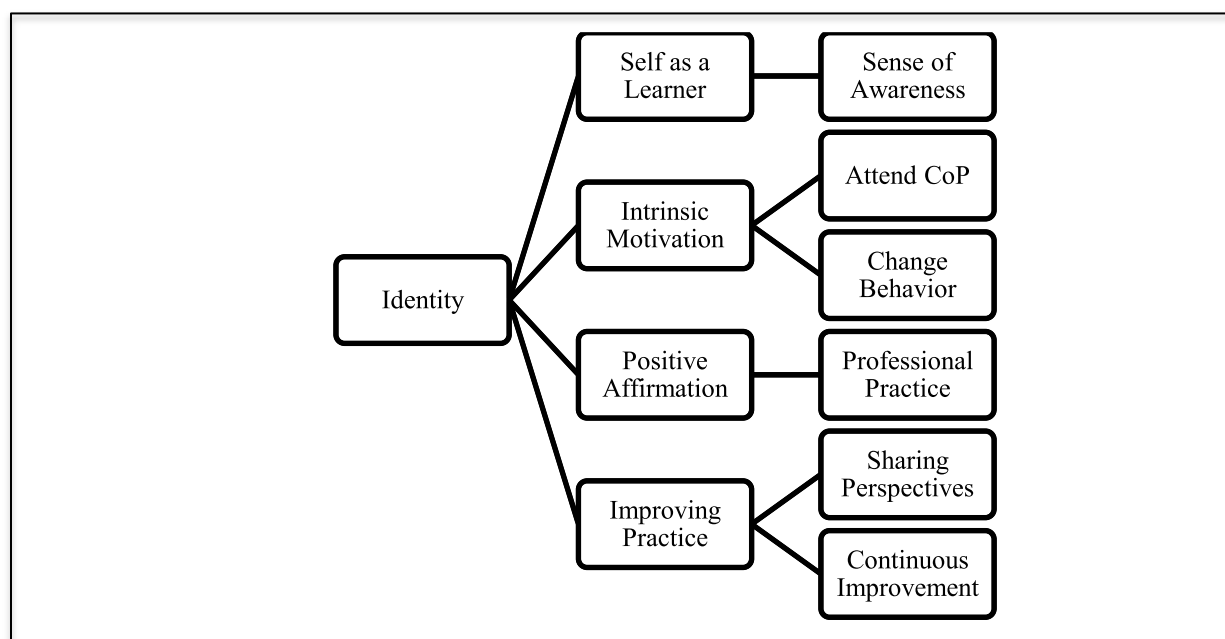 Self as a
Learner
Sense of
Awareness
Intrinsic
Motivation
Attend CoP
Change
Behavior
Identity
Positive
Affirmation
Professional
Practice
Improving
Practice
Sharing
Perspectives
Continuous
Improvement